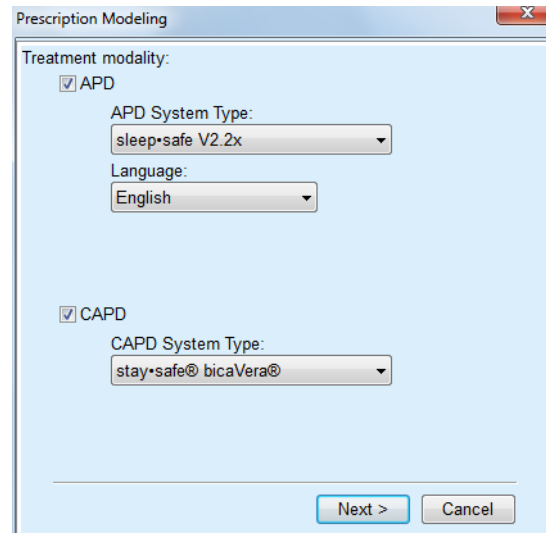 Prescription Modeling
Treatment modality:
APD
APD System Type:
sleep•safe V2.2x
Language:
English
CAPD
CAPD System Type:
stay•safe® bicaVera®
Next > Cancel